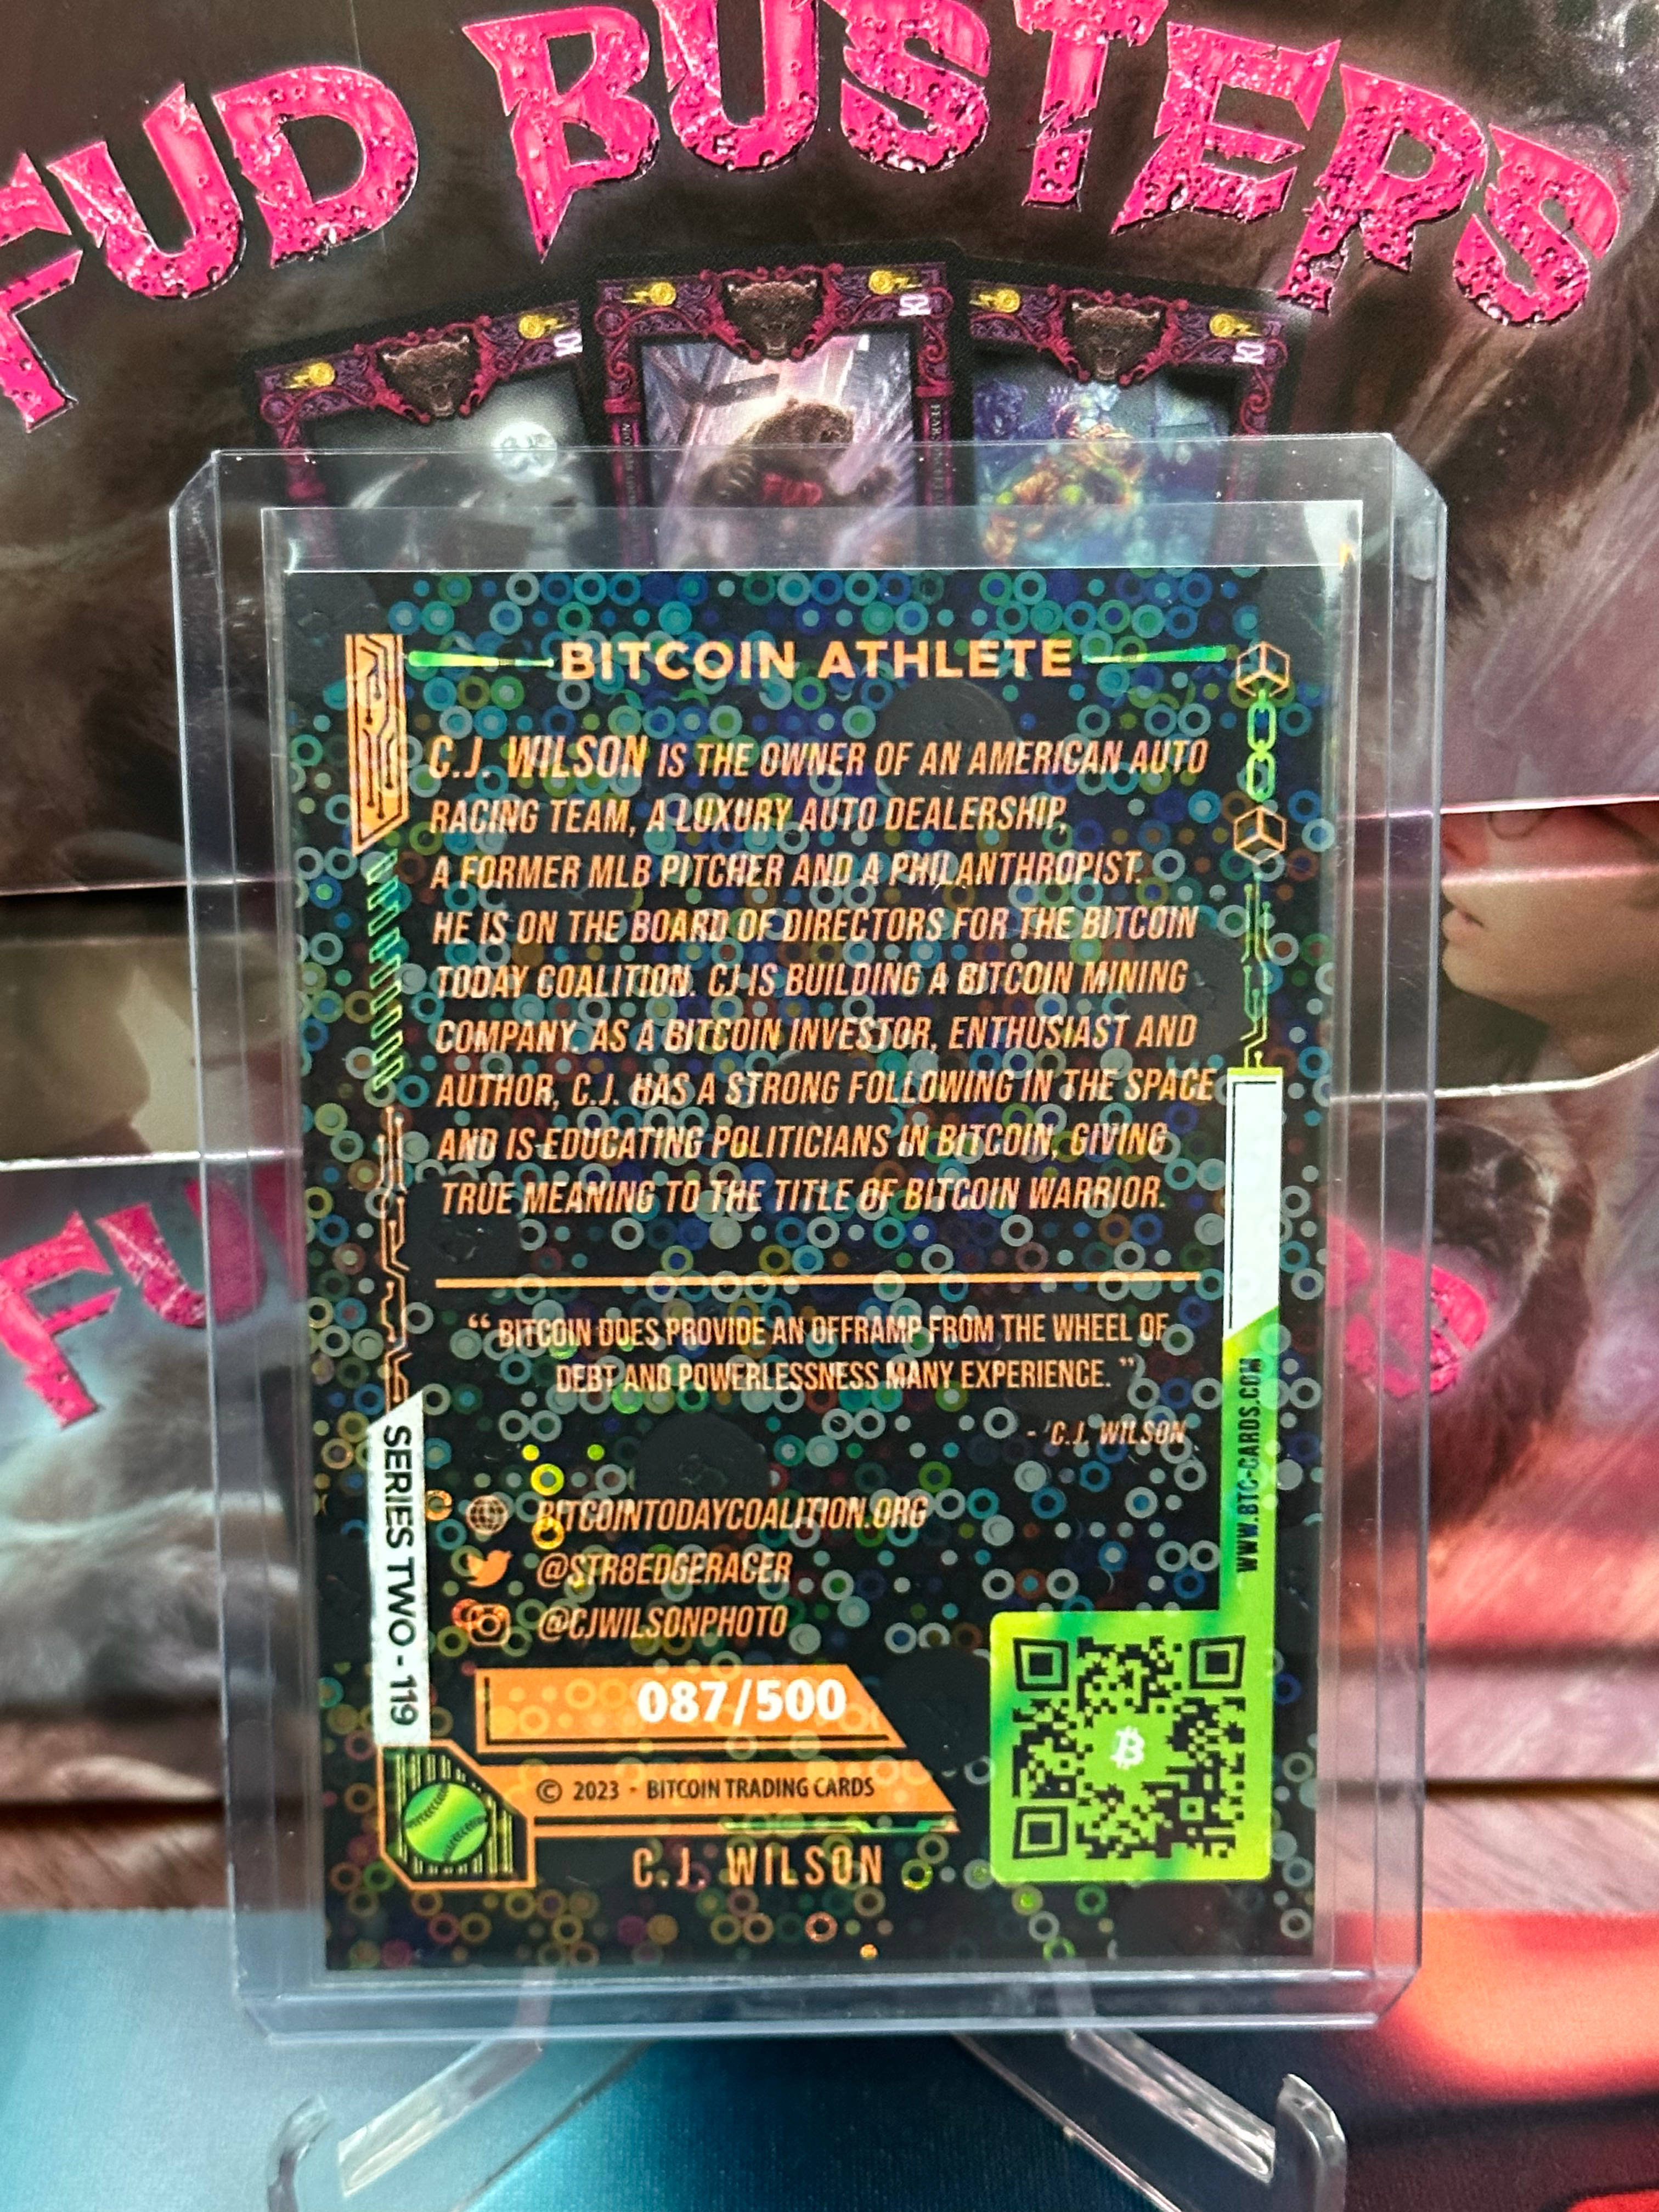 FUD BUSTERS
BITCOIN ATHLETE
C.J. WILSON IS THE OWNER OF AN AMERICAN AUTO
RACING TEAM, A LUXURY AUTO DEALERSHIP,
A FORMER MLB PITCHER AND A PHILANTHROPIST.
HE IS ON THE BOARD OF DIRECTORS FOR THE BITCOIN
TODAY COALITION. CJ IS BUILDING A BITCOIN MINING
COMPANY. AS A BITCOIN INVESTOR, ENTHUSIAST AND
AUTHOR, C.J. HAS A STRONG FOLLOWING IN THE SPACE
AND IS EDUCATING POLITICIANS IN BITCOIN, GIVING
TRUE MEANING TO THE TITLE OF BITCOIN WARRIOR.
“ BITCOIN DOES PROVIDE AN OFFRAMP FROM THE WHEEL OF
DEBT AND POWERLESSNESS MANY EXPERIENCE. ”
- C.J. WILSON
WWW.BTC-CARDS.COM
SERIES TWO - 119
BITCOINTODAYCOALITION.ORG
@STR8EDGERACER
@CJWILSONPHOTO
087/500
© 2023 - BITCOIN TRADING CARDS
C.J. WILSON